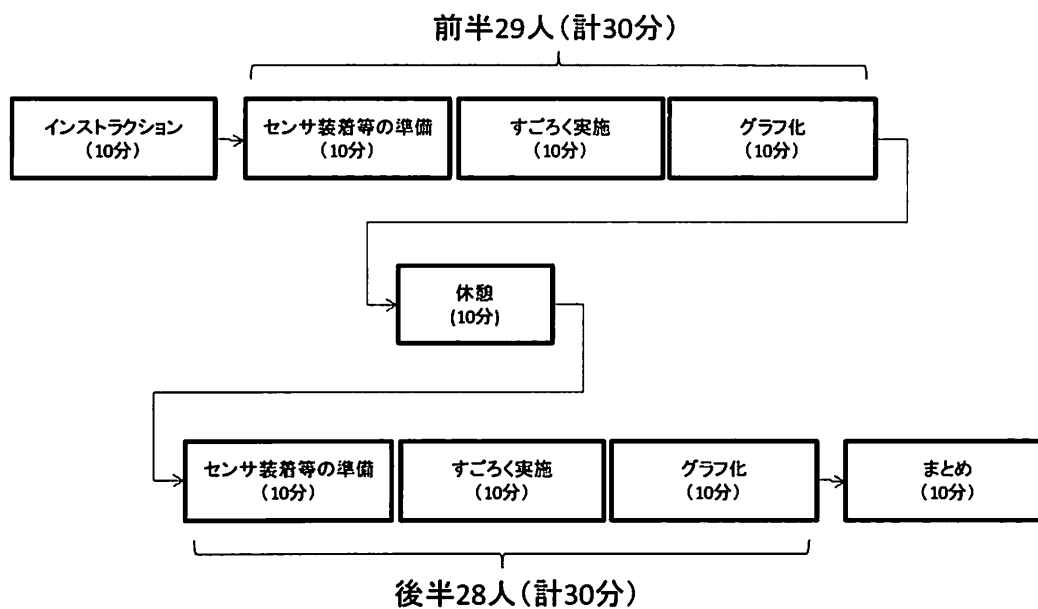 前半29人（計30分）
インストラクション
（10分）
センサ装着等の準備
（10分）
すごろく実施
（10分）
グラフ化
（10分）
休憩
（10分）
センサ装着等の準備
（10分）
すごろく実施
（10分）
グラフ化
（10分）
まとめ
（10分）
後半28人（計30分）